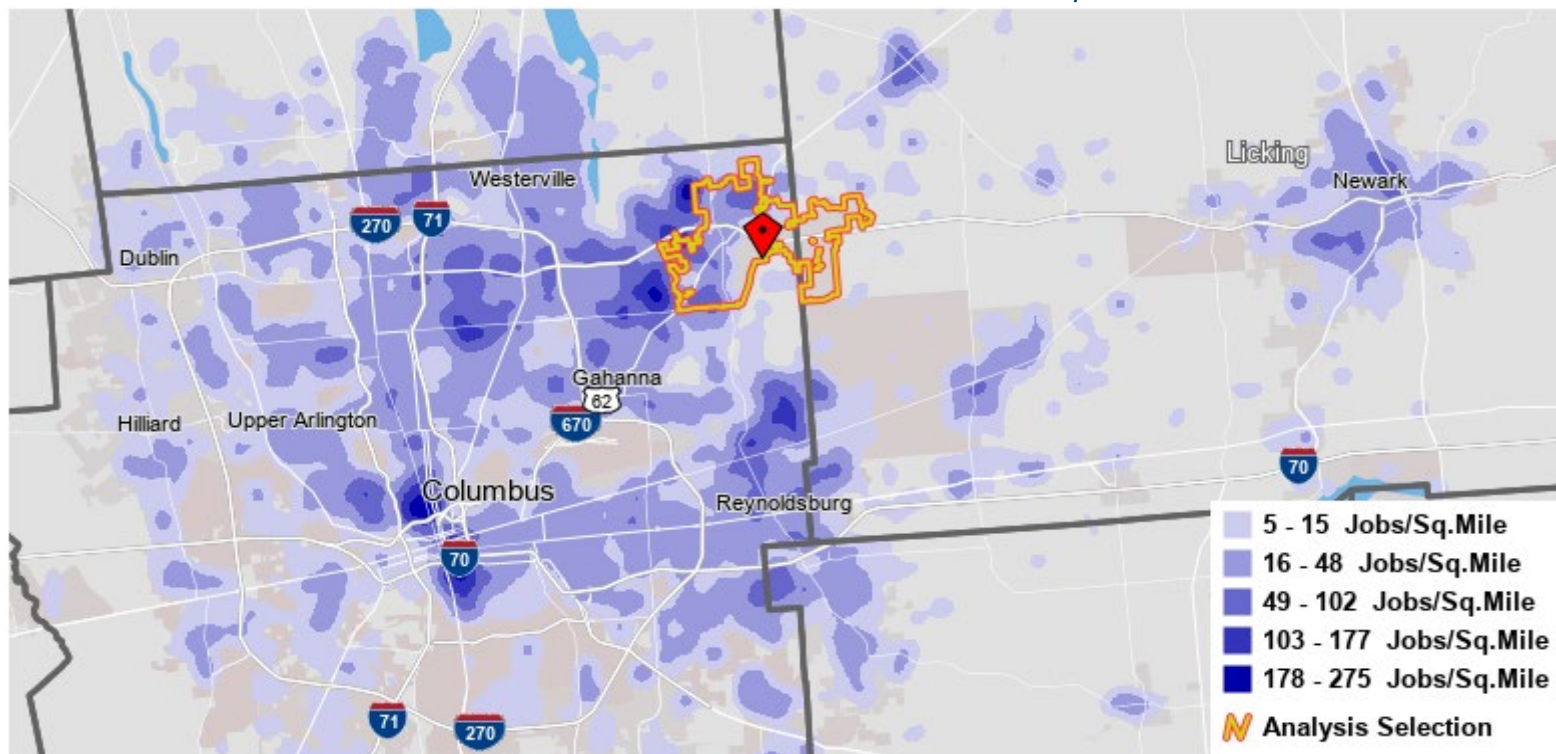 Westerville
Licking
Newark
270
71
Dublin
Gahanna
62
670
Hilliard
Upper Arlington
Columbus
Reynoldsburg
70
70
71
270
5 - 15 Jobs/Sq.Mile
16 - 48 Jobs/Sq.Mile
49 - 102 Jobs/Sq.Mile
103 - 177 Jobs/Sq.Mile
178 - 275 Jobs/Sq.Mile
Analysis Selection